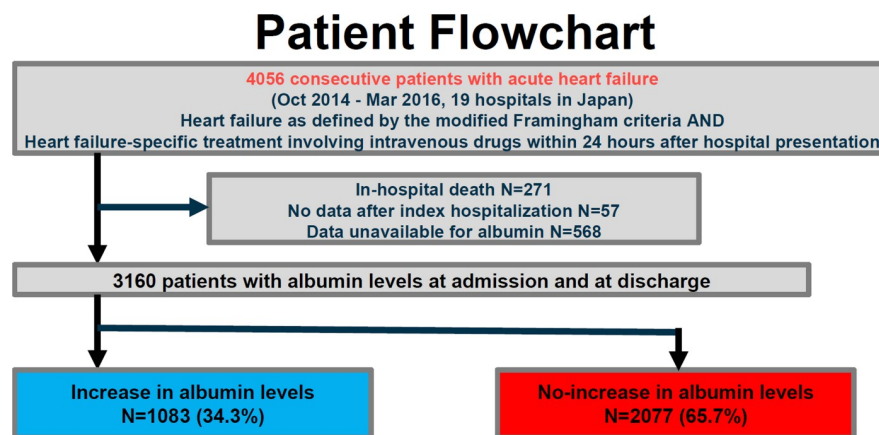 Patient Flowchart
4056 consecutive patients with acute heart failure
(Oct 2014 - Mar 2016, 19 hospitals in Japan)
Heart failure as defined by the modified Framingham criteria AND
Heart failure-specific treatment involving intravenous drugs within 24 hours after hospital presentation
In-hospital death N=271
No data after index hospitalization N=57
Data unavailable for albumin N=568
3160 patients with albumin levels at admission and at discharge
Increase in albumin levels
N=1083 (34.3%)
No-increase in albumin levels
N=2077 (65.7%)